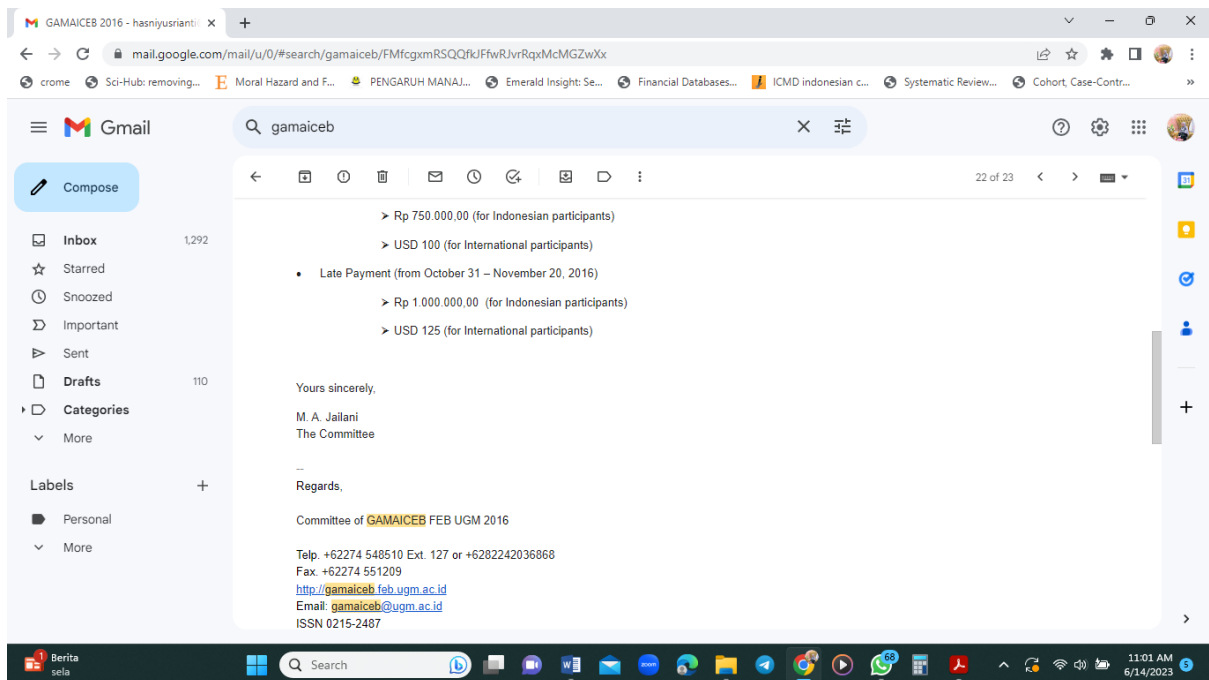 GAMAICEB 2016 - hasniyusrianti
mail.google.com/mail/u/0/#search/gamaiceb/FMfcgxmRSQQfkJFfwRJvrRqxMcMGZwXx
crome Sci-Hub: removing... Moral Hazard and F... PENGARUH MANAJ... Emerald Insight: Se... Financial Databases... ICMD indonesian c... Systematic Review... Cohort, Case-Contr... »
Gmail
gamaiceb
Compose
22 of 23
Inbox 1,292
Starred
Snoozed
Important
Sent
Drafts 110
Categories
More
Labels +
Personal
More
➢ Rp 750.000,00 (for Indonesian participants)
➢ USD 100 (for International participants)
• Late Payment (from October 31 – November 20, 2016)
➢ Rp 1.000.000,00 (for Indonesian participants)
➢ USD 125 (for International participants)
Yours sincerely,
M. A. Jailani
The Committee
--
Regards,
Committee of GAMAICEB FEB UGM 2016
Telp. +62274 548510 Ext. 127 or +6282242036868
Fax. +62274 551209
http://gamaiceb.feb.ugm.ac.id
Email: gamaiceb@ugm.ac.id
ISSN 0215-2487
31
1
Berita
sela
Search
zoom
68
11:01 AM
6/14/2023
5